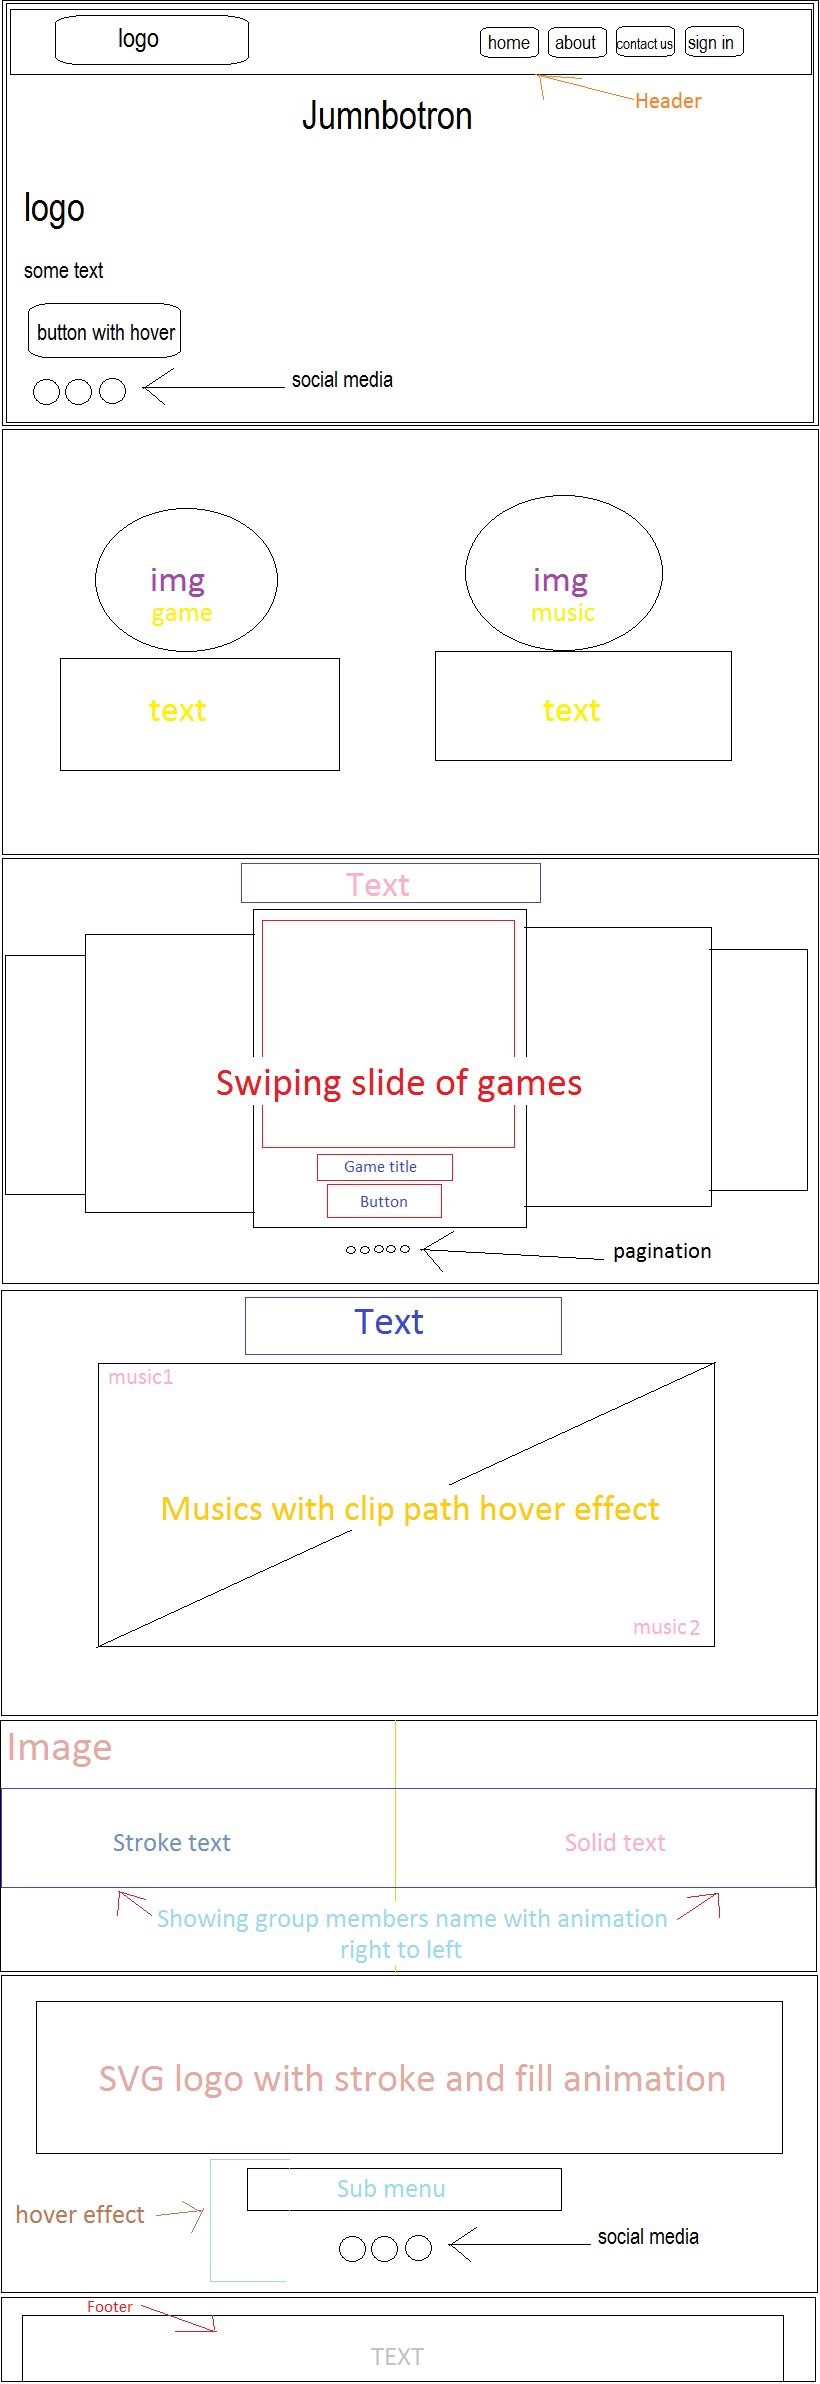 logo
home
about
contact us
sign in
Header
Jumnbotron
logo
some text
button with hover
social media
img
game
img
music
text
text
Text
Swiping slide of games
Game title
Button
pagination
Text
music1
Musics with clip path hover effect
music2
Image
Stroke text
Solid text
Showing group members name with animation
right to left
SVG logo with stroke and fill animation
Sub menu
hover effect
social media
Footer
TEXT